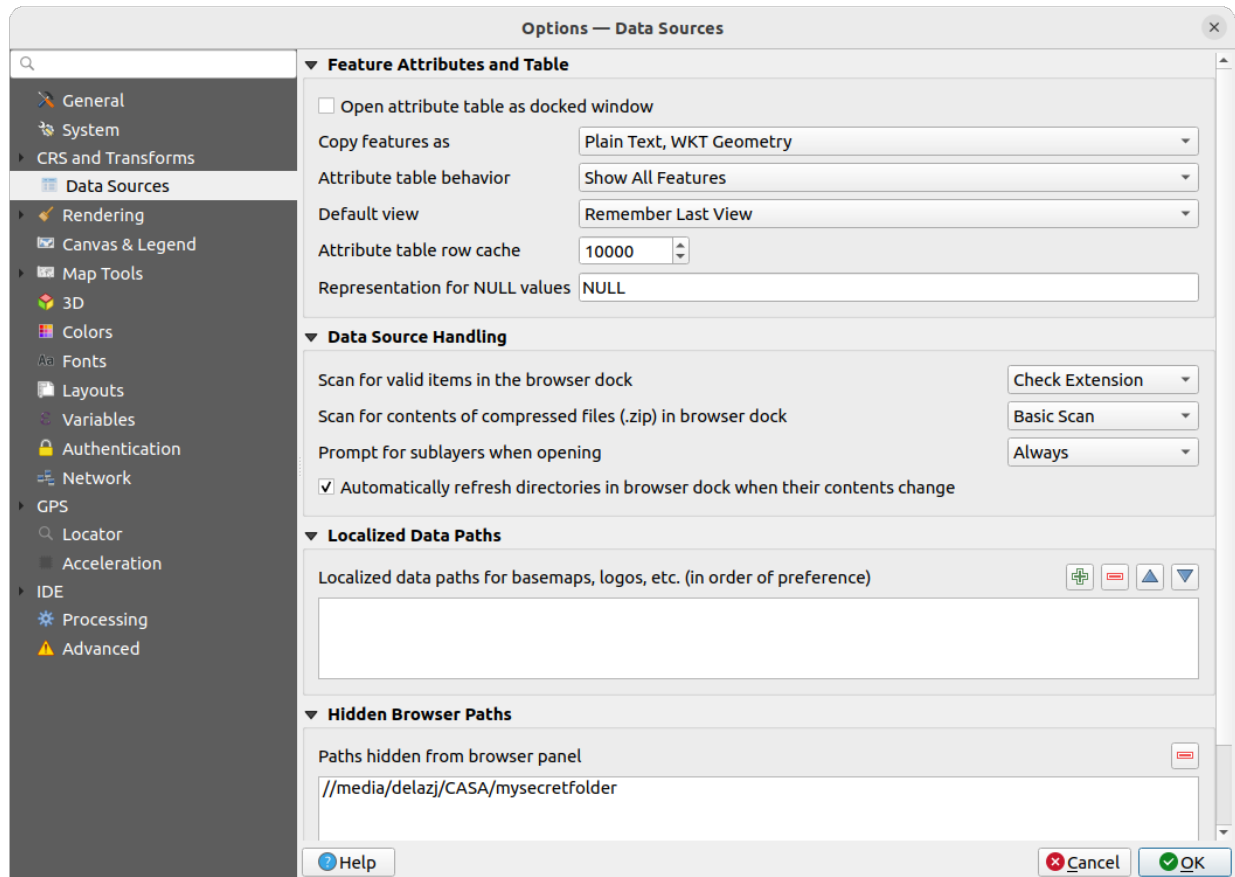 Options — Data Sources
General
System
CRS and Transforms
Data Sources
Rendering
Canvas & Legend
Map Tools
3D
Colors
Aa Fonts
Layouts
Variables
Authentication
Network
GPS
Locator
Acceleration
IDE
Processing
Advanced
Feature Attributes and Table
Open attribute table as docked window
Copy features as Plain Text, WKT Geometry
Attribute table behavior Show All Features
Default view Remember Last View
Attribute table row cache 10000
Representation for NULL values NULL
Data Source Handling
Scan for valid items in the browser dock Check Extension
Scan for contents of compressed files (.zip) in browser dock Basic Scan
Prompt for sublayers when opening Always
Automatically refresh directories in browser dock when their contents change
Localized Data Paths
Localized data paths for basemaps, logos, etc. (in order of preference)
Hidden Browser Paths
Paths hidden from browser panel
//media/delazj/CASA/mysecretfolder
? Help Cancel OK